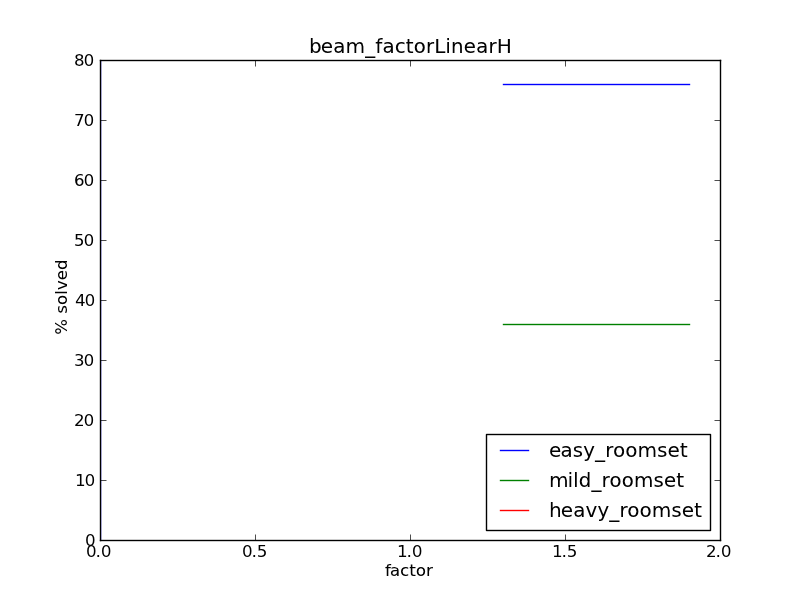 beam_factorLinearH
80
70
60
50
40
30
20
10
0
% solved
easy_roomset
mild_roomset
heavy_roomset
0.0 0.5 1.0 1.5 2.0
factor